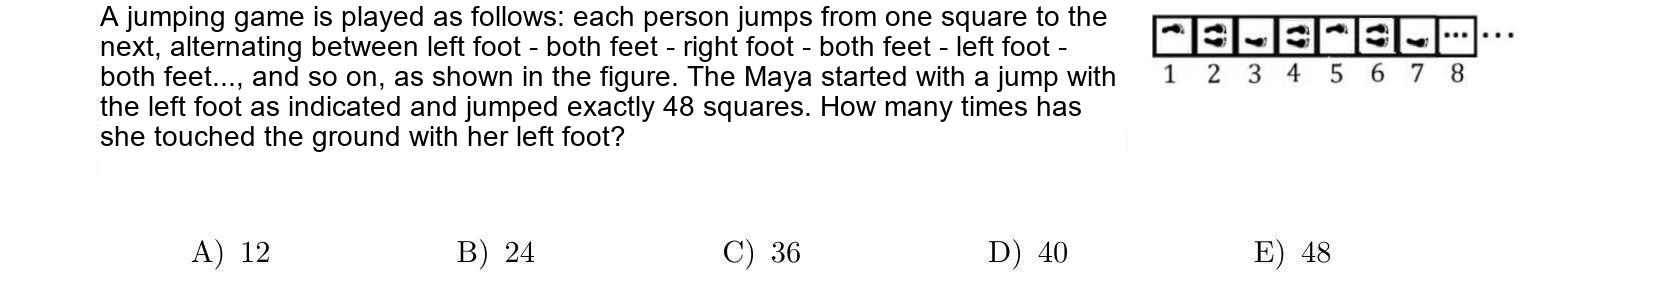 A jumping game is played as follows: each person jumps from one square to the
next, alternating between left foot - both feet - right foot - both feet - left foot -
both feet..., and so on, as shown in the figure. The Maya started with a jump with
the left foot as indicated and jumped exactly 48 squares. How many times has
she touched the ground with her left foot?
... ...
1 2 3 4 5 6 7 8
A) 12 B) 24 C) 36 D) 40 E) 48